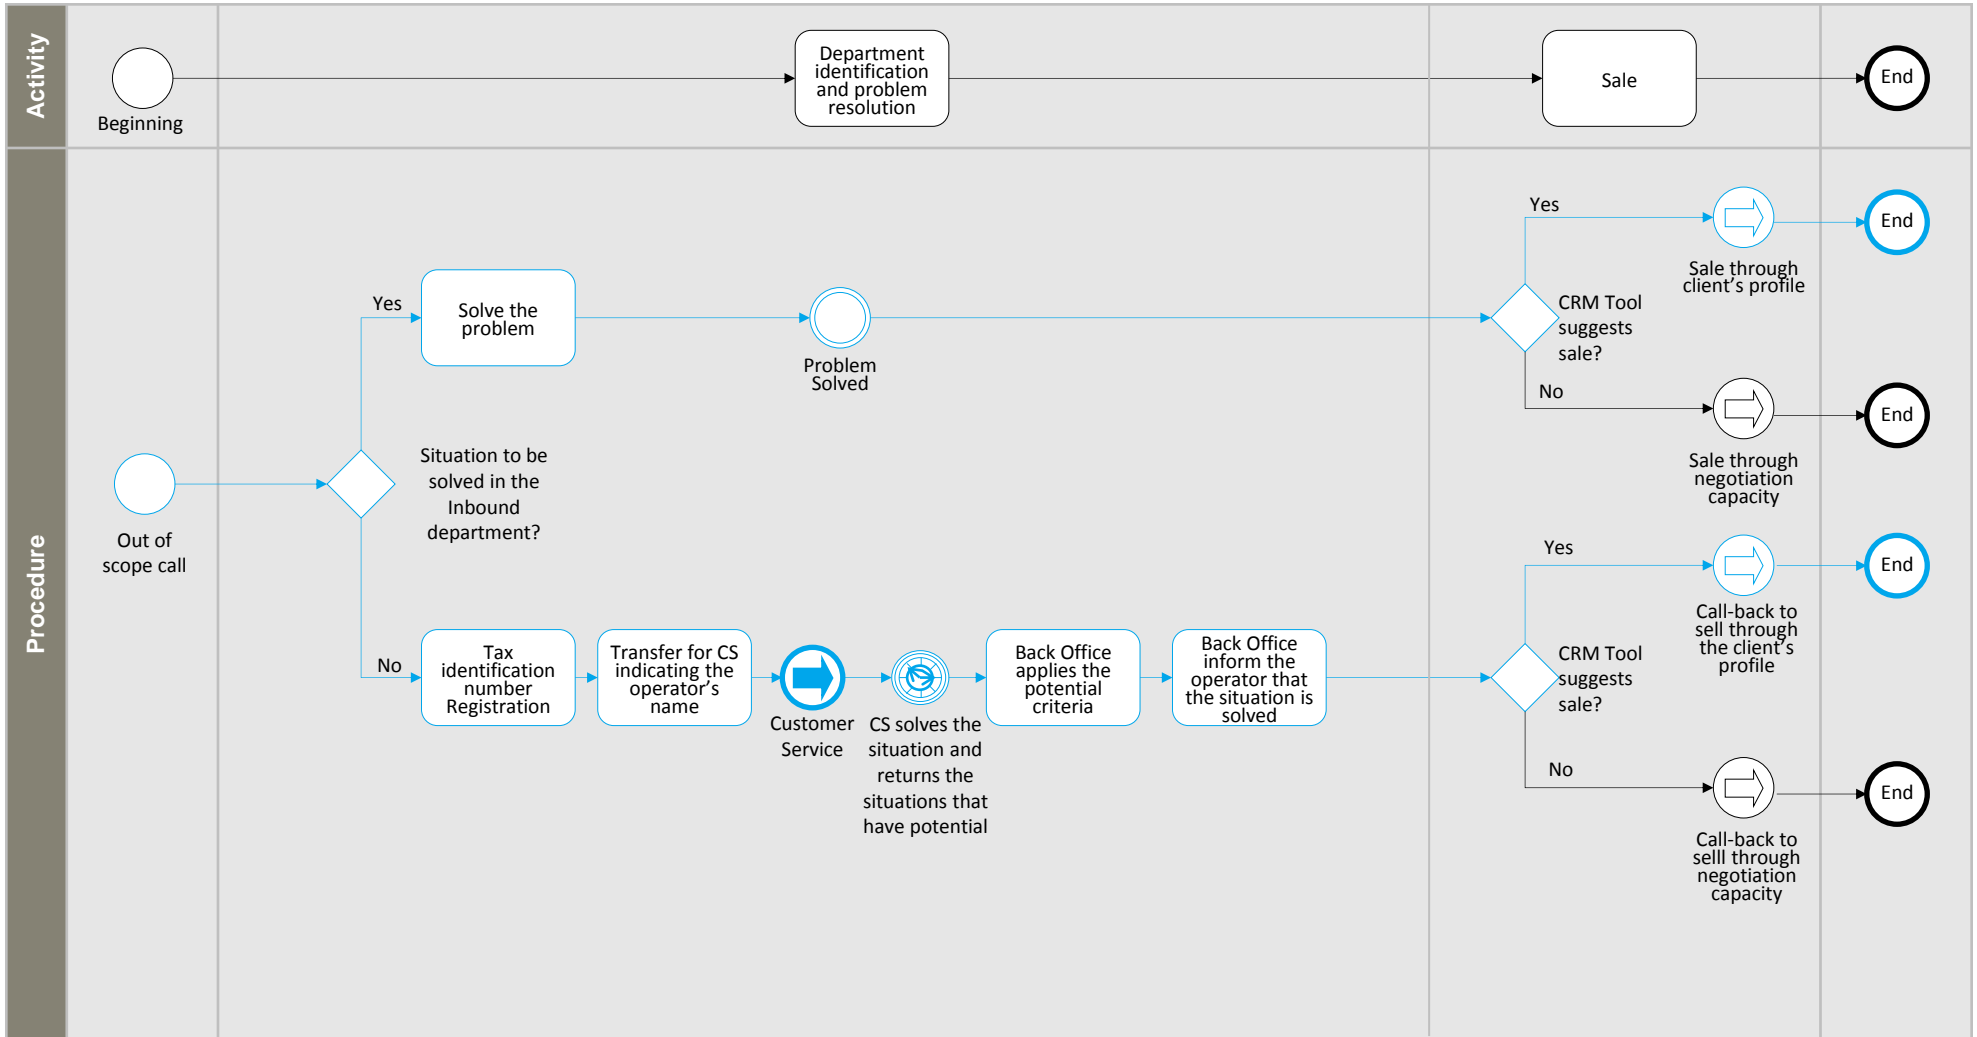 Activity
Beginning
Department
identification
and problem
resolution
Sale
End
Procedure
Out of
scope call
Situation to be
solved in the
Inbound
department?
Yes
Solve the
problem
Problem
Solved
CRM Tool
suggests
sale?
Yes
Sale through
client's profile
End
No
Sale through
negotiation
capacity
End
No
Tax
identification
number
Registration
Transfer for CS
indicating the
operator's
name
Customer
Service
CS solves the
situation and
returns the
situations that
have potential
Back Office
applies the
potential
criteria
Back Office
inform the
operator that
the situation is
solved
CRM Tool
suggests
sale?
Yes
Call-back to
sell through
the client's
profile
End
No
Call-back to
selll through
negotiation
capacity
End